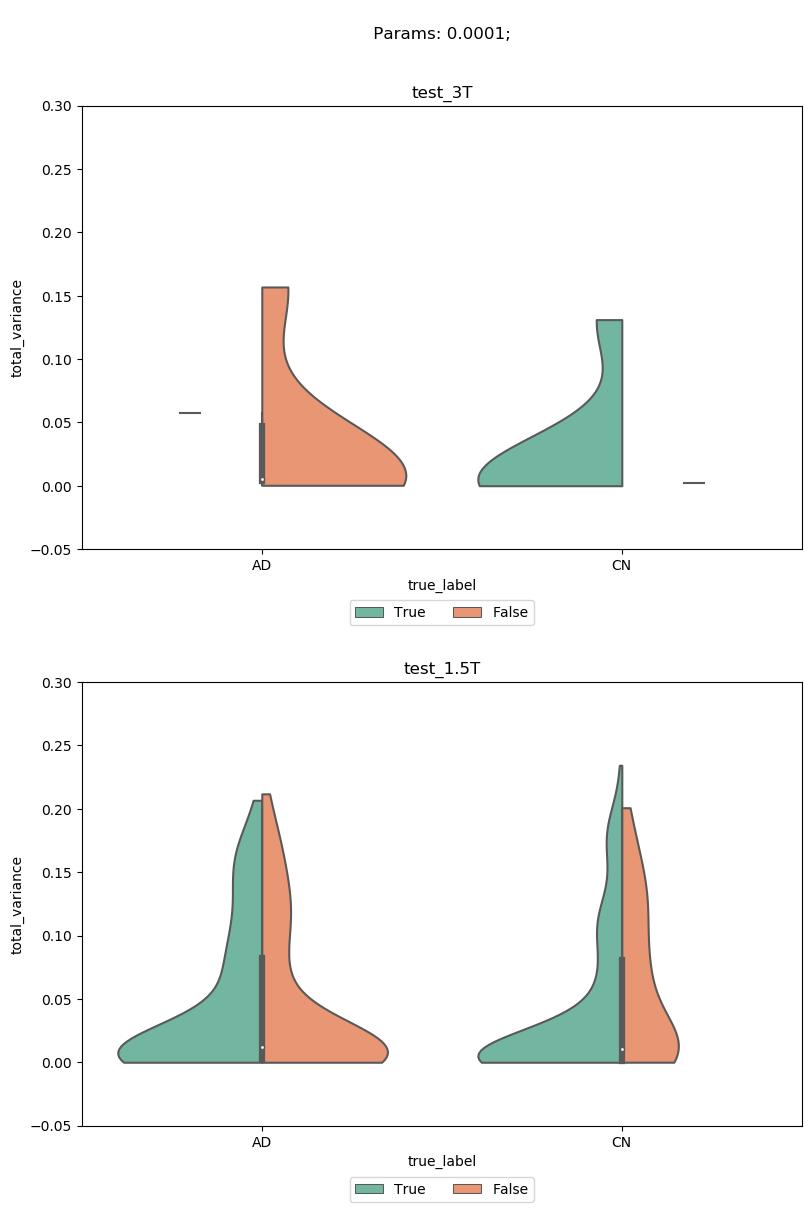 Params: 0.0001;
test_3T
0.30
0.25
0.20
0.15
0.10
0.05
0.00
−0.05
total_variance
AD CN
true_label
True False
test_1.5T
0.30
0.25
0.20
0.15
0.10
0.05
0.00
−0.05
total_variance
AD CN
true_label
True False